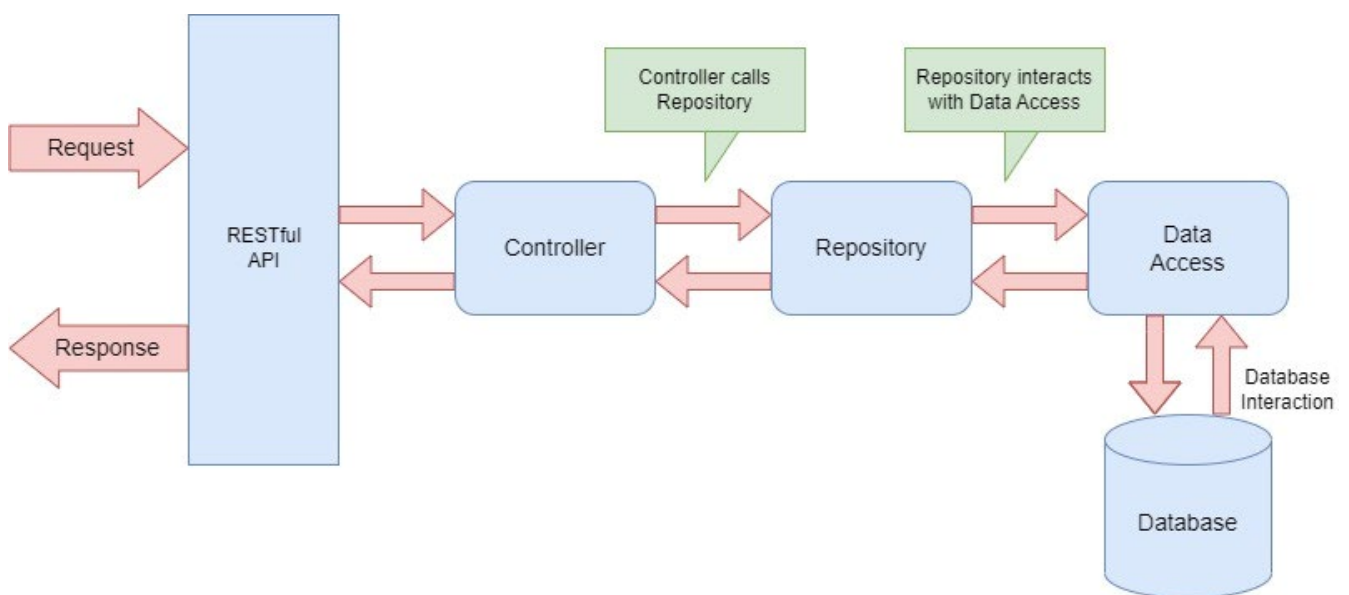 Controller calls
Repository
Repository interacts
with Data Access
Request
RESTful
API
Controller
Repository
Data
Access
Response
Database
Interaction
Database